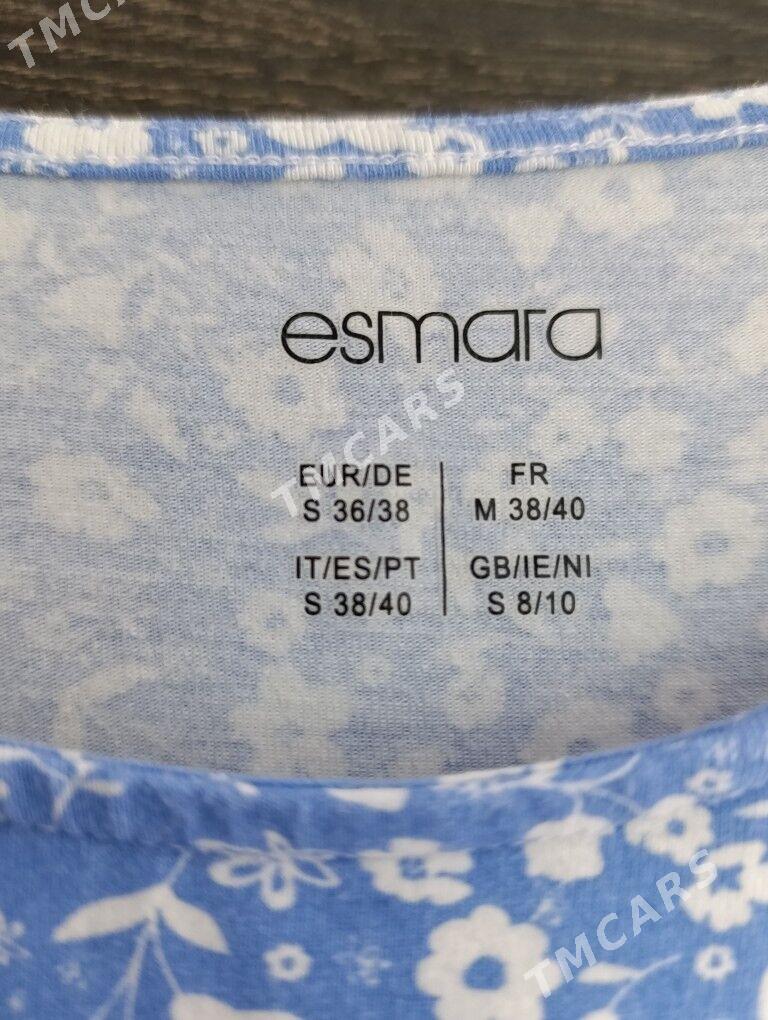 TMCARS
esmara
TMCARS
EUR/DE
S 36/38
FR
M 38/40
IT/ES/PT
S 38/40
GB/IE/NI
S 8/10
TMCARS